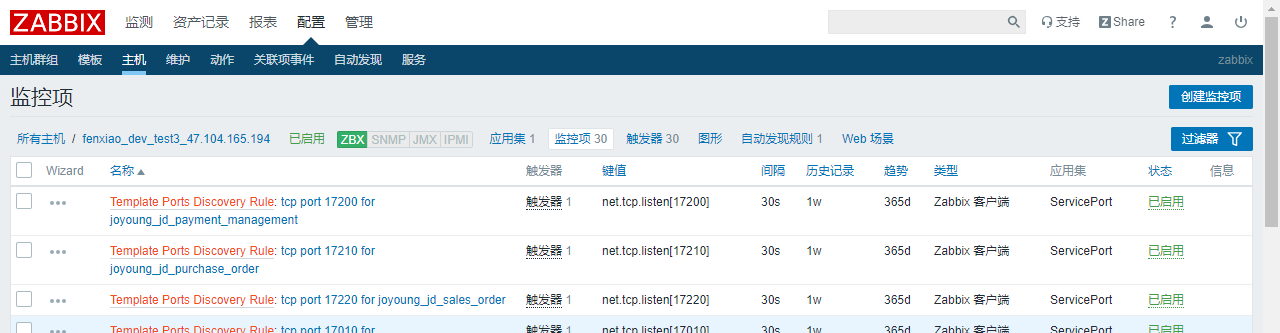 ZABBIX 监测 资产记录 报表 配置 管理 支持 Z Share ?
主机群组 模板 主机 维护 动作 关联项事件 自动发现 服务 zabbix
监控项 创建监控项
所有主机 / fenxiao_dev_test3_47.104.165.194 已启用 ZBX SNMP JMX IPMI 应用集 1 监控项 30 触发器 30 图形 自动发现规则 1 Web 场景 过滤器
Wizard 名称 触发器 键值 间隔 历史记录 趋势 类型 应用集 状态 信息
Template Ports Discovery Rule: tcp port 17200 for 触发器 1 net.tcp.listen[17200] 30s 1w 365d Zabbix 客户端 ServicePort 已启用
joyoung_jd_payment_management
Template Ports Discovery Rule: tcp port 17210 for 触发器 1 net.tcp.listen[17210] 30s 1w 365d Zabbix 客户端 ServicePort 已启用
joyoung_jd_purchase_order
Template Ports Discovery Rule: tcp port 17220 for joyoung_jd_sales_order 触发器 1 net.tcp.listen[17220] 30s 1w 365d Zabbix 客户端 ServicePort 已启用
Template Ports Discovery Rule: tcp port 17010 for 触发器 1 net.tcp.listen[17010] 30s 1w 365d Zabbix 客户端 ServicePort 已启用